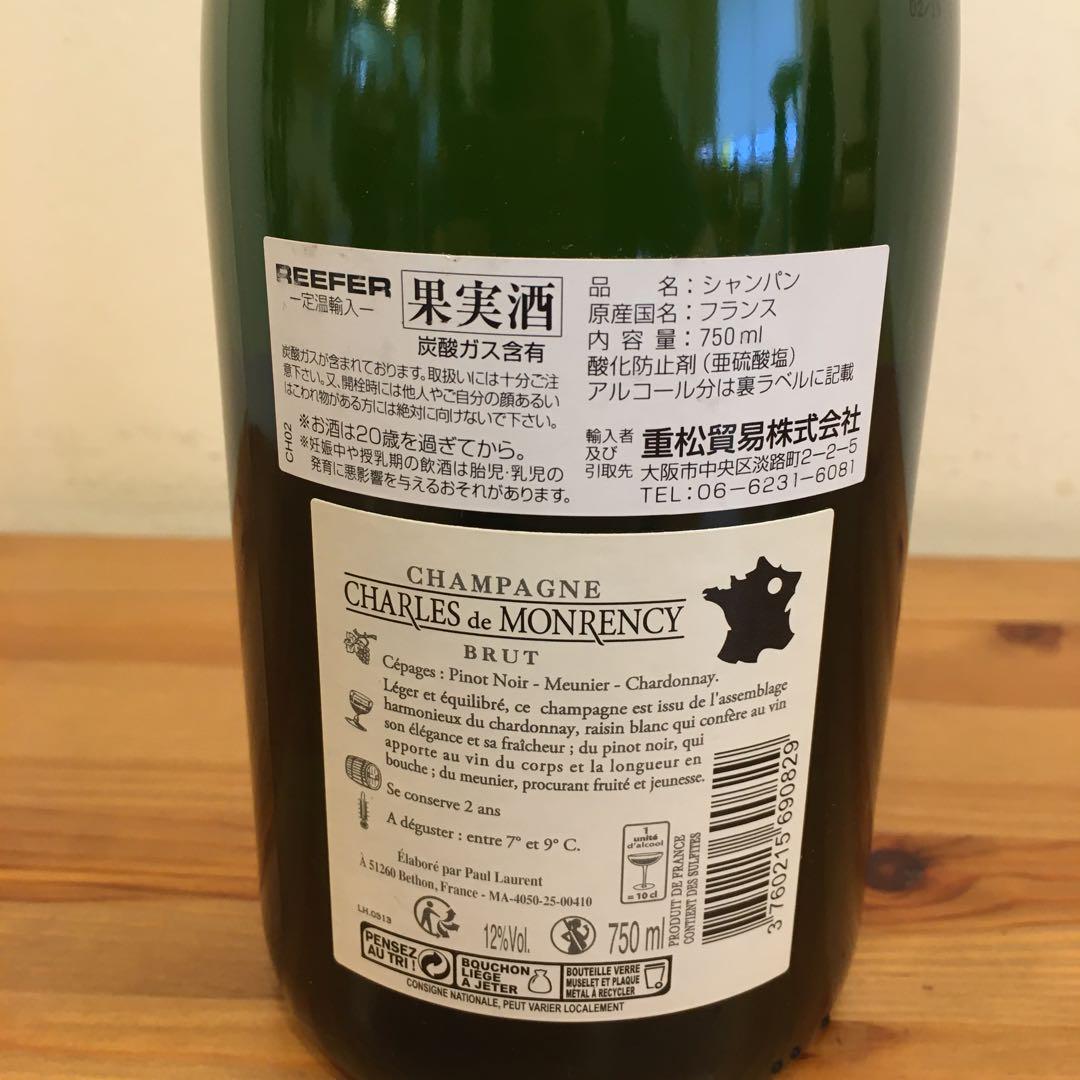 REEFER
ー定温輸入ー
果実酒
炭酸ガス含有
炭酸ガスが含まれております。取扱いには十分ご注
意下さい。又、開栓時には他人やご自分の顔あるい
はこわれ物がある方には絶対に向けないで下さい。
※お酒は20歳を過ぎてから。
※妊娠中や授乳期の飲酒は胎児・乳児の
発育に悪影響を与えるおそれがあります。
CH02
品 名：シャンパン
原産国名：フランス
内容量：750ml
酸化防止剤（亜硫酸塩）
アルコール分は裏ラベルに記載
輸入者及び引取先
重松貿易株式会社
大阪市中央区淡路町2-2-5
TEL：06-6231-6081
CHAMPAGNE
CHARLES de MONRENCY
BRUT
Cépages : Pinot Noir - Meunier - Chardonnay.
Léger et équilibré, ce champagne est issu de l'assemblage
harmonieux du chardonnay, raisin blanc qui confère au vin
son élégance et sa fraîcheur ; du pinot noir, qui
apporte au vin du corps et la longueur en
bouche ; du meunier, procurant fruité et jeunesse.
Se conserve 2 ans
A déguster : entre 7° et 9° C.
Élaboré par Paul Laurent
À 51260 Bethon, France - MA-4050-25-00410
LH.0313
12%Vol.
750 ml
1
unité
d'alcool
= 10 cl
PRODUIT DE FRANCE
CONTIENT DES SULFITES
3 760215 690829
PENSEZ
AU TRI !
BOUCHON
LIÈGE
A JETER
BOUTEILLE VERRE
MUSELET ET PLAQUE
MÉTAL À RECYCLER
CONSIGNE NATIONALE, PEUT VARIER LOCALEMENT